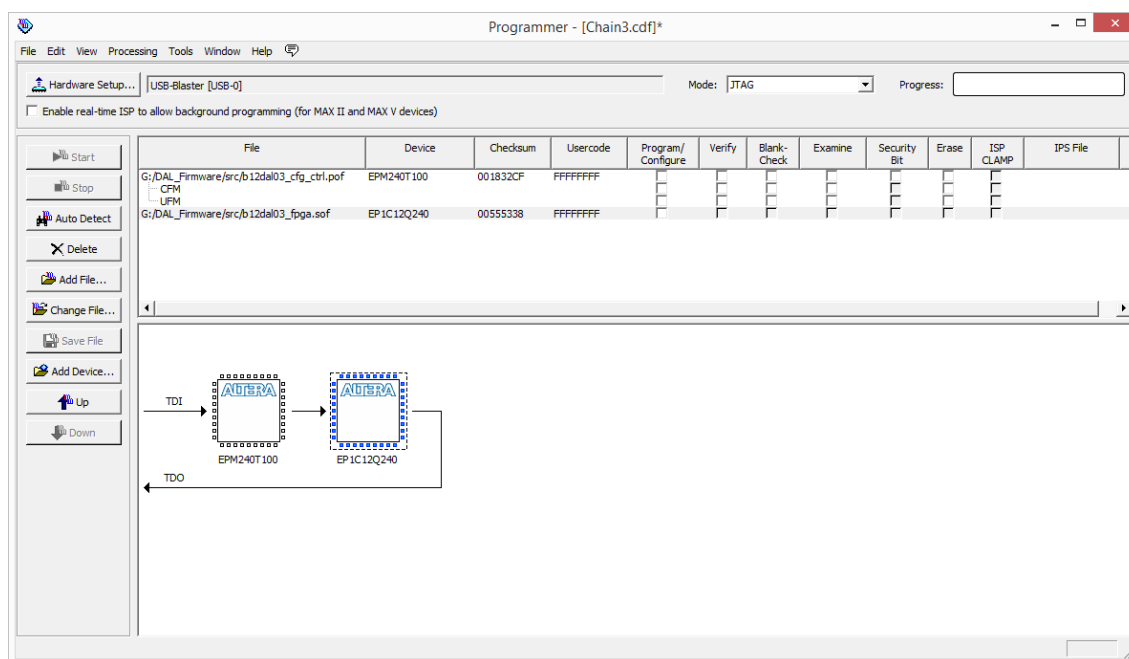 Programmer - [Chain3.cdf]*
File Edit View Processing Tools Window Help
Hardware Setup... USB-Blaster [USB-0] Mode: JTAG Progress:
Enable real-time ISP to allow background programming (for MAX II and MAX V devices)
Start
Stop
Auto Detect
Delete
Add File...
Change File...
Save File
Add Device...
Up
Down
File Device Checksum Usercode Program/ Configure Verify Blank- Check Examine Security Bit Erase ISP CLAMP IPS File
G:/DAL_Firmware/src/b12dal03_cfg_ctrl.pof EPM240T100 001832CF FFFFFFFF
CFM
UFM
G:/DAL_Firmware/src/b12dal03_fpga.sof EP1C12Q240 00555338 FFFFFFFF
ALTERA ALTERA
TDI
EPM240T100 EP1C12Q240
TDO